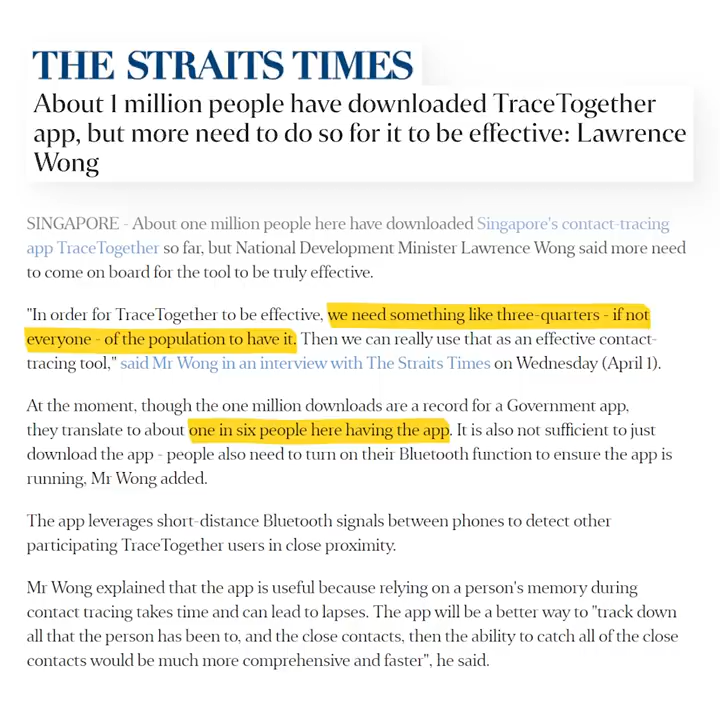 THE STRAITS TIMES
About 1 million people have downloaded TraceTogether
app, but more need to do so for it to be effective: Lawrence
Wong
SINGAPORE - About one million people here have downloaded Singapore's contact-tracing
app TraceTogether so far, but National Development Minister Lawrence Wong said more need
to come on board for the tool to be truly effective.
"In order for TraceTogether to be effective, we need something like three-quarters - if not
everyone - of the population to have it. Then we can really use that as an effective contact-
tracing tool," said Mr Wong in an interview with The Straits Times on Wednesday (April 1).
At the moment, though the one million downloads are a record for a Government app,
they translate to about one in six people here having the app. It is also not sufficient to just
download the app - people also need to turn on their Bluetooth function to ensure the app is
running, Mr Wong added.
The app leverages short-distance Bluetooth signals between phones to detect other
participating TraceTogether users in close proximity.
Mr Wong explained that the app is useful because relying on a person's memory during
contact tracing takes time and can lead to lapses. The app will be a better way to "track down
all that the person has been to, and the close contacts, then the ability to catch all of the close
contacts would be much more comprehensive and faster", he said.